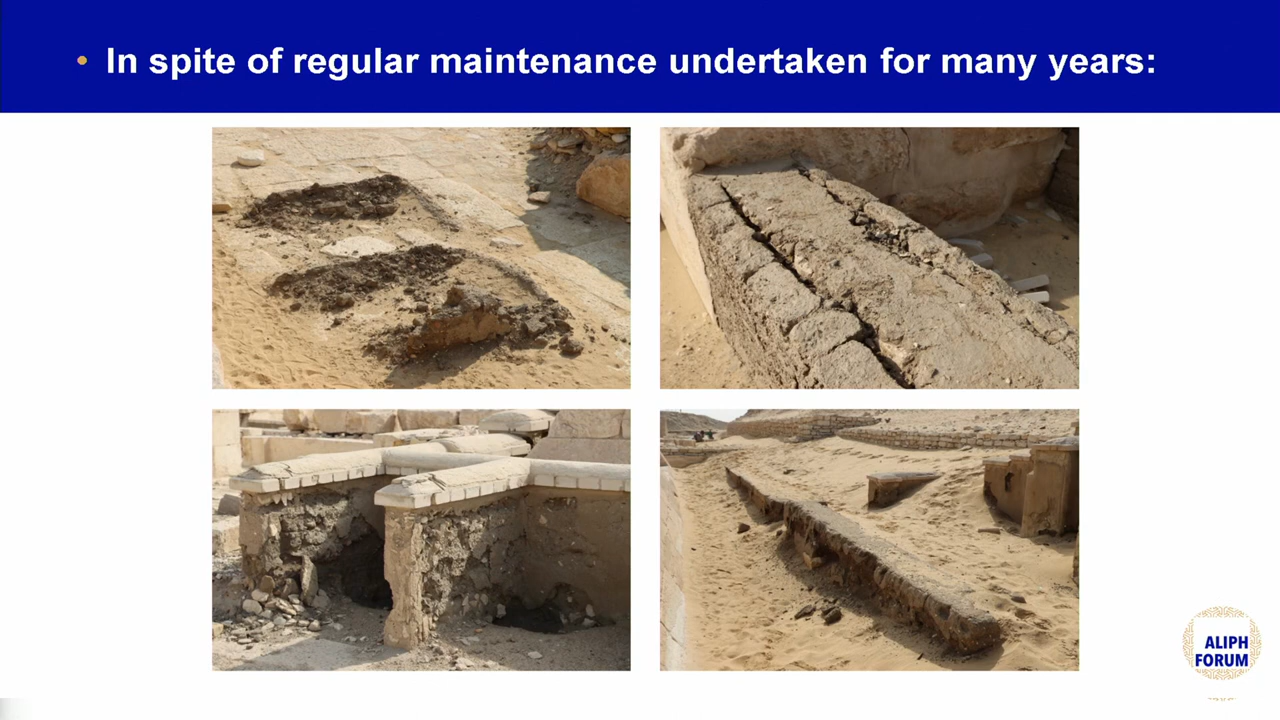 • In spite of regular maintenance undertaken for many years:
ALIPH
FORUM